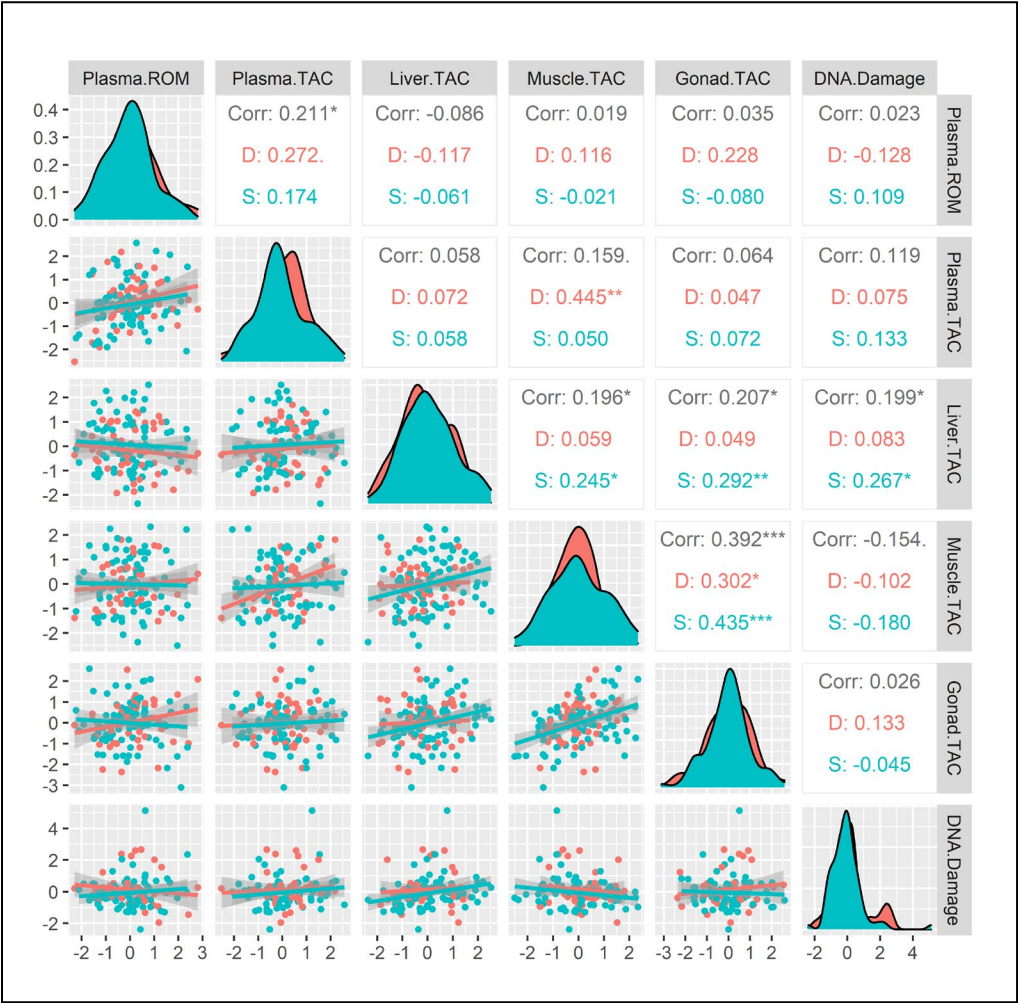 Plasma.ROM Plasma.TAC Liver.TAC Muscle.TAC Gonad.TAC DNA.Damage
0.4
0.3
0.2
0.1
0.0
Corr: 0.211* Corr: -0.086 Corr: 0.019 Corr: 0.035 Corr: 0.023
D: 0.272. D: -0.117 D: 0.116 D: 0.228 D: -0.128
S: 0.174 S: -0.061 S: -0.021 S: -0.080 S: 0.109
Plasma.ROM
2
1
0
-1
-2
Corr: 0.058 Corr: 0.159. Corr: 0.064 Corr: 0.119
D: 0.072 D: 0.445** D: 0.047 D: 0.075
S: 0.058 S: 0.050 S: 0.072 S: 0.133
Plasma.TAC
2
1
0
-1
-2
Corr: 0.196* Corr: 0.207* Corr: 0.199*
D: 0.059 D: 0.049 D: 0.083
S: 0.245* S: 0.292** S: 0.267*
Liver.TAC
2
1
0
-1
-2
Corr: 0.392*** Corr: -0.154.
D: 0.302* D: -0.102
S: 0.435*** S: -0.180
Muscle.TAC
2
1
0
-1
-2
-3
Corr: 0.026
D: 0.133
S: -0.045
Gonad.TAC
4
2
0
-2
DNA.Damage
-2 -1 0 1 2 3 -2 -1 0 1 2 -2 -1 0 1 2 -2 -1 0 1 2 -3 -2 -1 0 1 2 -2 0 2 4